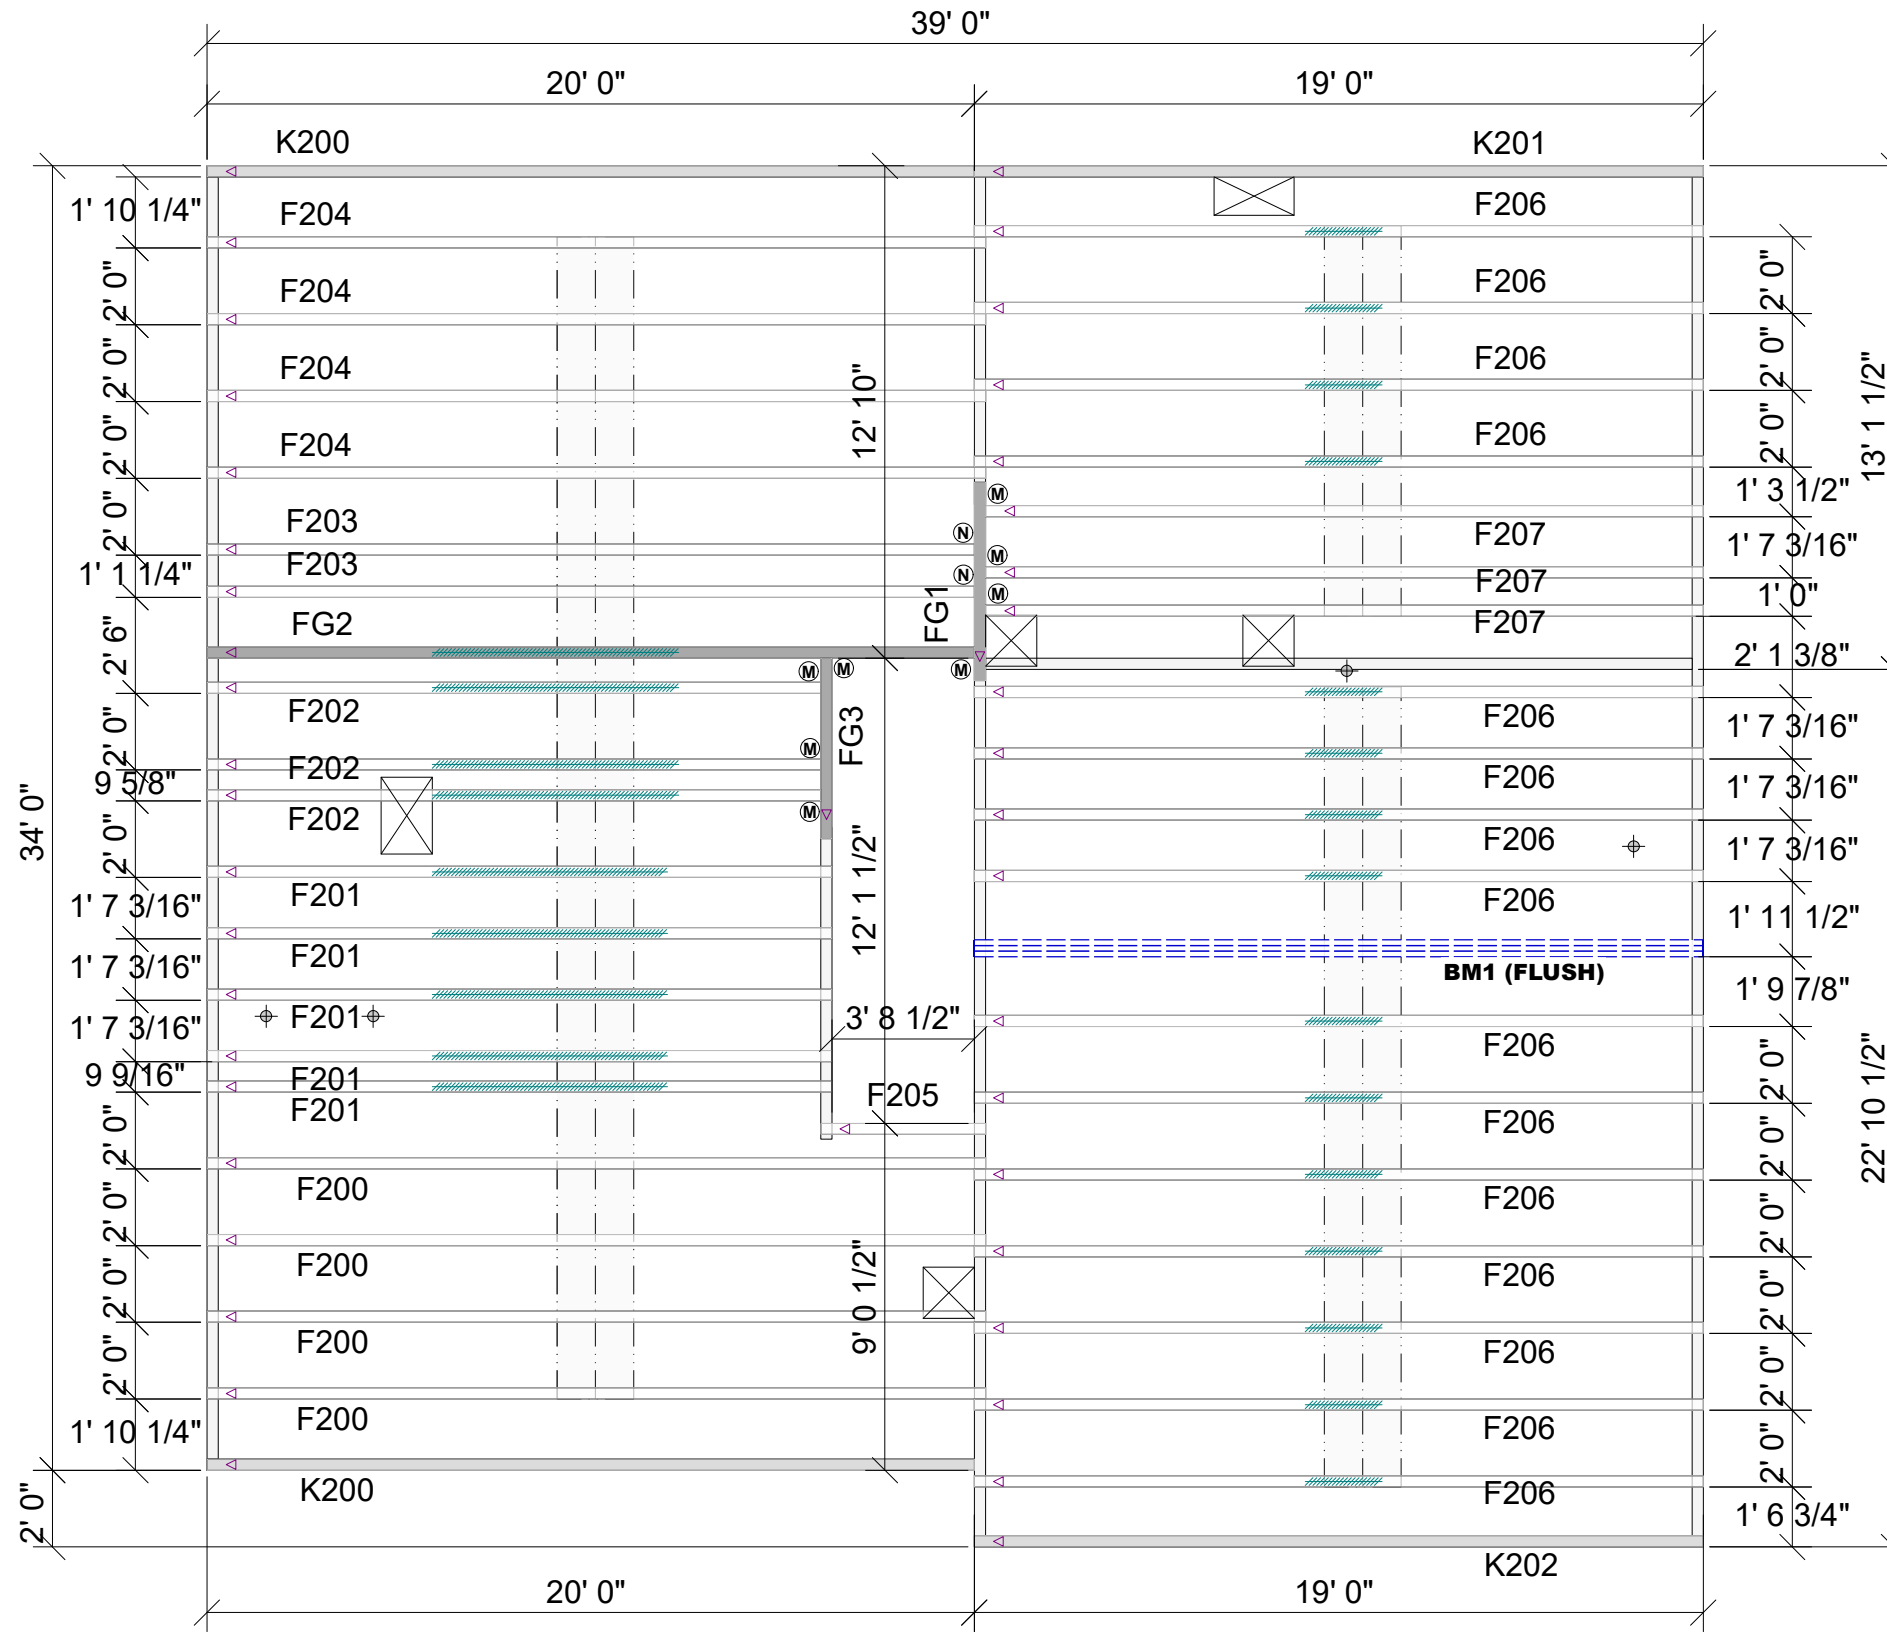 39' 0"
20' 0"
19' 0"
K200
K201
1' 10 1/4"
F204
F206
2' 0"
2' 0"
F204
F206
2' 0"
2' 0"
F204
F206
12' 10"
13' 1 1/2"
2' 0"
2' 0"
F204
F206
1' 3 1/2"
M
2' 0"
F203
N
F207
1' 7 3/16"
M
F203
1' 1 1/4"
N
F207
M
1' 0"
FG1
FG2
F207
2' 6"
2' 1 3/8"
M
M
M
F202
FG3
F206
1' 7 3/16"
2' 0"
M
F202
F206
9 5/8"
1' 7 3/16"
M
F202
34' 0"
2' 0"
F206
1' 7 3/16"
12' 1 1/2"
F201
F206
1' 7 3/16"
1' 11 1/2"
F201
1' 7 3/16"
BM1 (FLUSH)
1' 9 7/8"
F201
3' 8 1/2"
1' 7 3/16"
F206
F201
9 9/16"
2' 0"
F205
F201
22' 10 1/2"
F206
2' 0"
2' 0"
F200
F206
2' 0"
2' 0"
F200
F206
2' 0"
2' 0"
9' 0 1/2"
F200
F206
2' 0"
2' 0"
F200
F206
1' 10 1/4"
2' 0"
K200
F206
2' 0"
1' 6 3/4"
K202
20' 0"
19' 0"